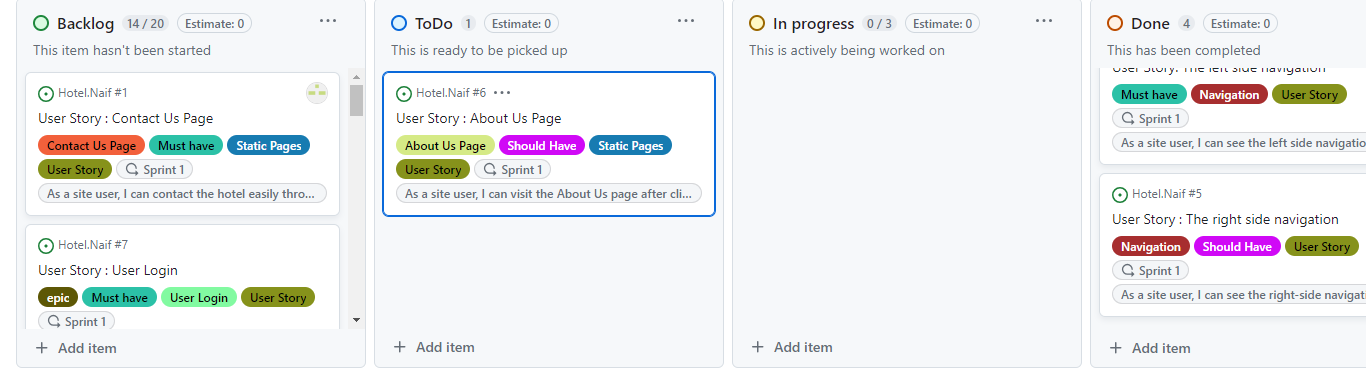 Backlog 14 / 20 Estimate: 0 ...
This item hasn't been started
Hotel.Naif #1
User Story : Contact Us Page
Contact Us Page Must have Static Pages
User Story Sprint 1
As a site user, I can contact the hotel easily thro...
Hotel.Naif #7
User Story : User Login
epic Must have User Login User Story
Sprint 1
+ Add item
ToDo 1 Estimate: 0 ...
This is ready to be picked up
Hotel.Naif #6 ...
User Story : About Us Page
About Us Page Should Have Static Pages
User Story Sprint 1
As a site user, I can visit the About Us page after cli...
+ Add item
In progress 0 / 3 Estimate: 0 ...
This is actively being worked on
+ Add item
Done 4 Estimate: 0
This has been completed
User Story: The left side navigation
Must have Navigation User Story
Sprint 1
As a site user, I can see the left side navigatio
Hotel.Naif #5
User Story : The right side navigation
Navigation Should Have User Story
Sprint 1
As a site user, I can see the right-side navigati
+ Add item